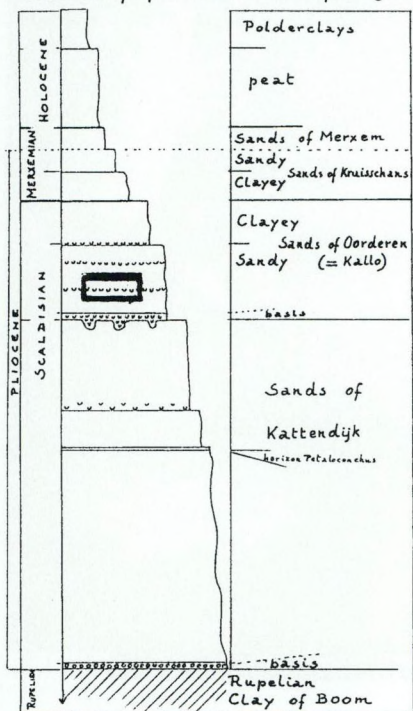 HOLOCENE
MERXEMIAN
PLIOCENE
SCALDISIAN
RUPELIAN
Polderclays
peat
Sands of Merxem
Sandy
Sands of Kruisschans
Clayey
Clayey
Sands of Oorderen
Sandy (= Kallo)
basis
Sands of
Kattendijk
horizon Petaloconchus
basis
Rupelian
Clay of Boom